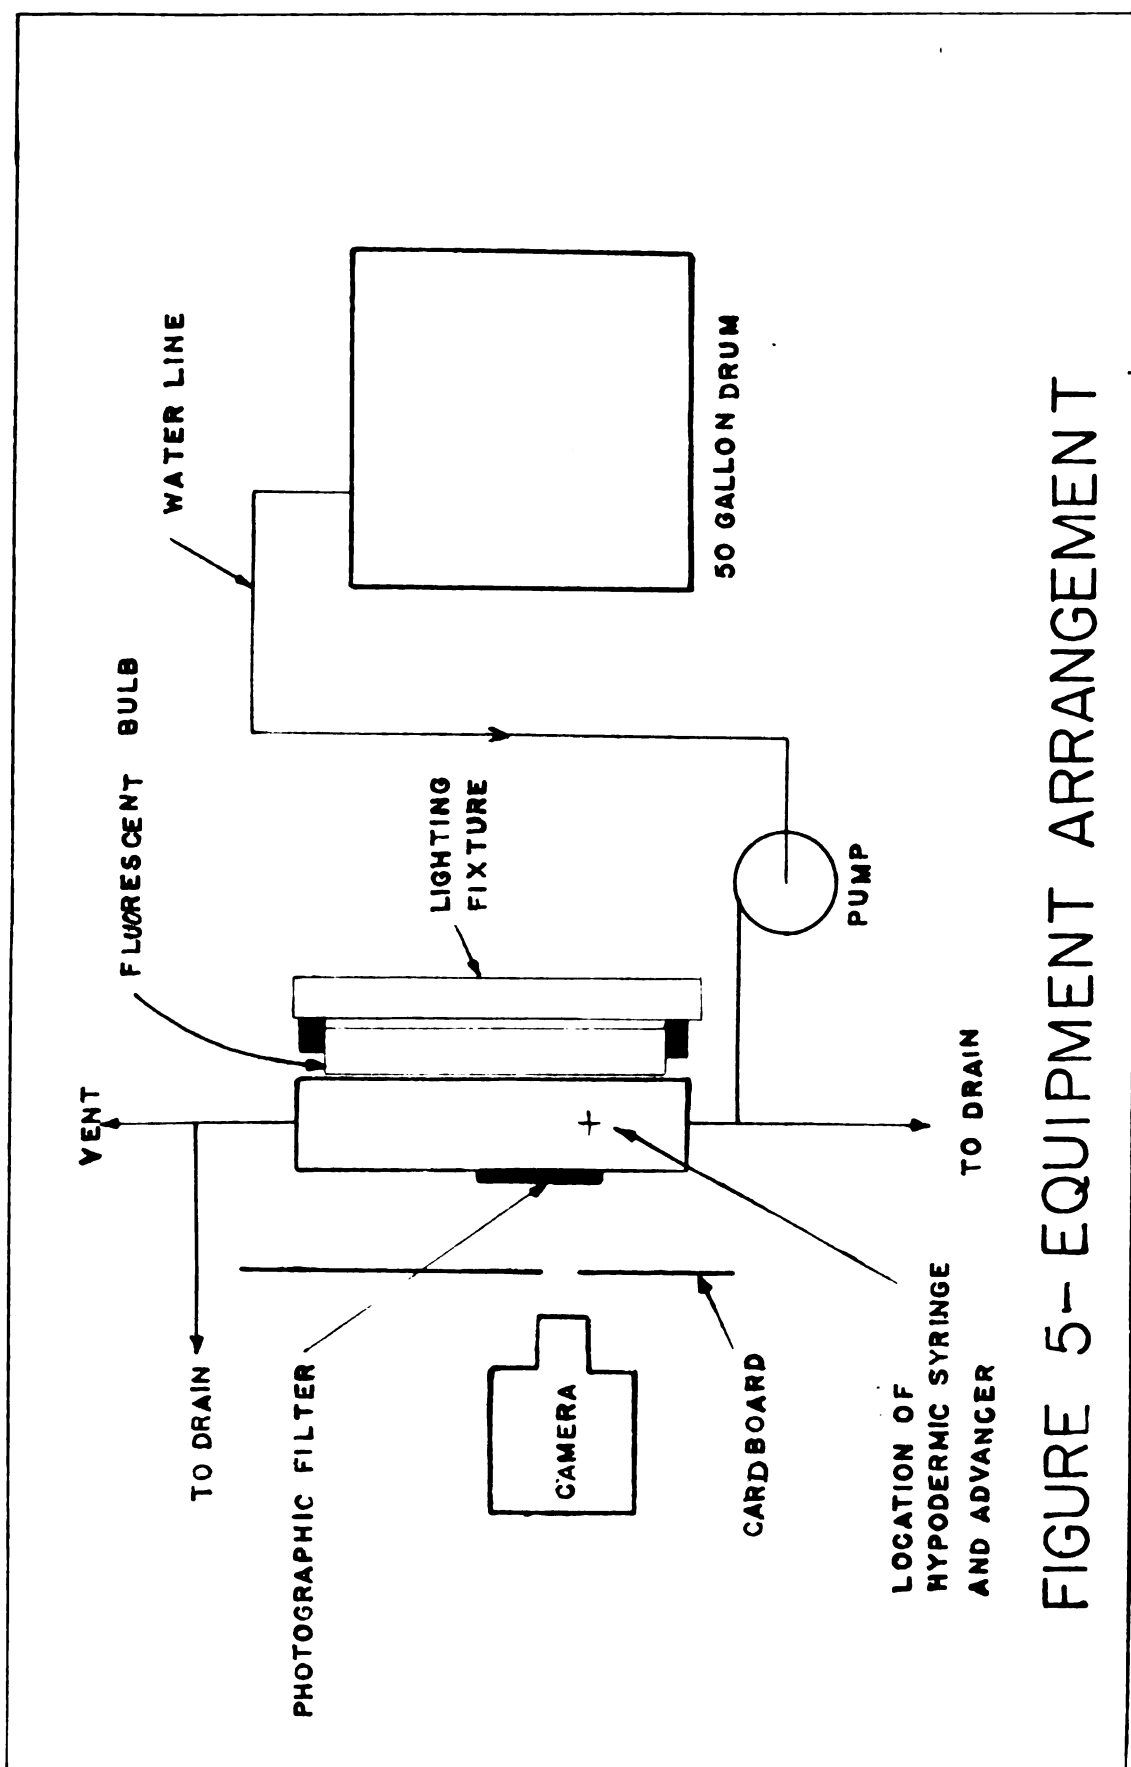 VENT
TO DRAIN
FLUORESCENT BULB
WATER LINE
PHOTOGRAPHIC FILTER
LIGHTING
FIXTURE
CAMERA
50 GALLON DRUM
CARDBOARD
PUMP
LOCATION OF
HYPODERMIC SYRINGE
AND ADVANCER
TO DRAIN
FIGURE 5- EQUIPMENT ARRANGEMENT